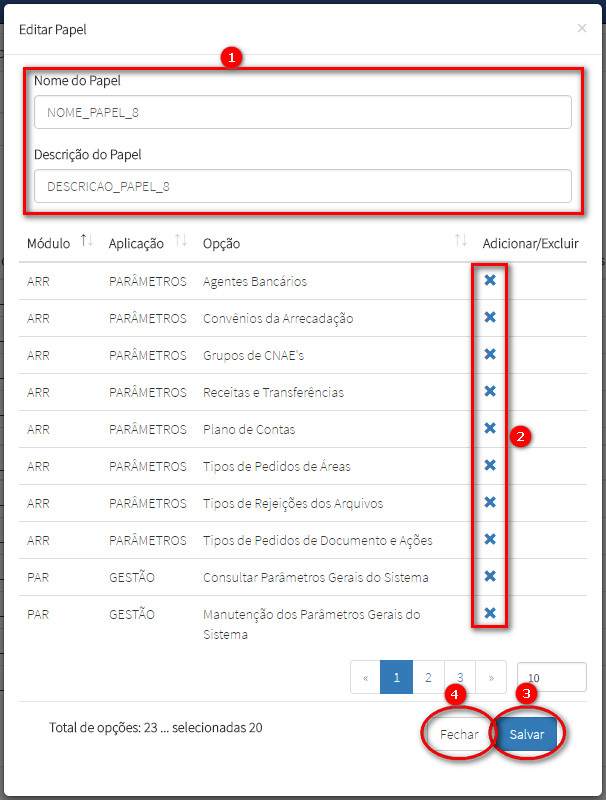 Editar Papel ×
1
Nome do Papel
NOME_PAPEL_8
Descrição do Papel
DESCRICAO_PAPEL_8
Módulo Aplicação Opção Adicionar/Excluir
ARR PARÂMETROS Agentes Bancários
ARR PARÂMETROS Convênios da Arrecadação
ARR PARÂMETROS Grupos de CNAE's
ARR PARÂMETROS Receitas e Transferências
ARR PARÂMETROS Plano de Contas
2
ARR PARÂMETROS Tipos de Pedidos de Áreas
ARR PARÂMETROS Tipos de Rejeições dos Arquivos
ARR PARÂMETROS Tipos de Pedidos de Documento e Ações
PAR GESTÃO Consultar Parâmetros Gerais do Sistema
PAR GESTÃO Manutenção dos Parâmetros Gerais do
Sistema
« 1 2 3 » 10
4 3
Total de opções: 23 ... selecionadas 20 Fechar Salvar